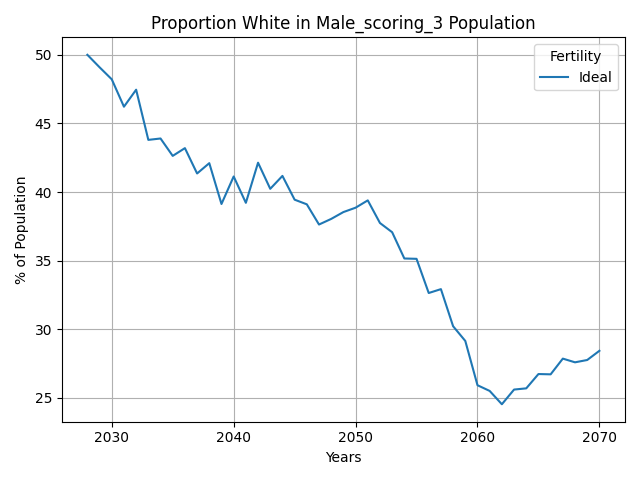 Proportion White in Male_scoring_3 Population
Fertility
Ideal
% of Population
50
45
40
35
30
25
2030 2040 2050 2060 2070
Years